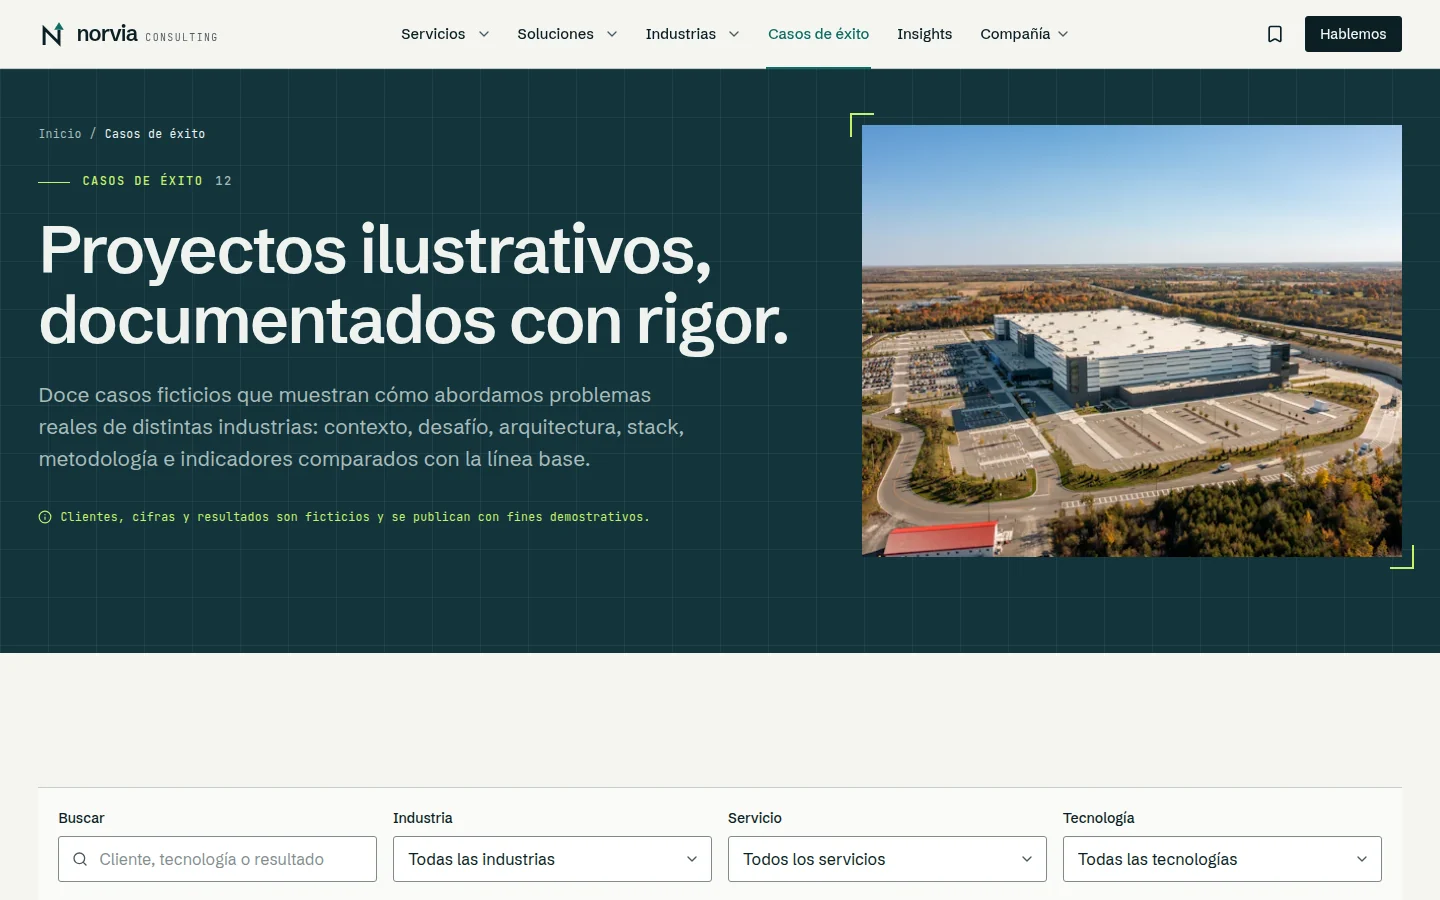 norvia CONSULTING
Servicios
Soluciones
Industrias
Casos de éxito
Insights
Compañía
Hablemos
Inicio / Casos de éxito
CASOS DE ÉXITO 12
Proyectos ilustrativos,
documentados con rigor.
Doce casos ficticios que muestran cómo abordamos problemas
reales de distintas industrias: contexto, desafío, arquitectura, stack,
metodología e indicadores comparados con la línea base.
Clientes, cifras y resultados son ficticios y se publican con fines demostrativos.
Buscar
Cliente, tecnología o resultado
Industria
Todas las industrias
Servicio
Todos los servicios
Tecnología
Todas las tecnologías